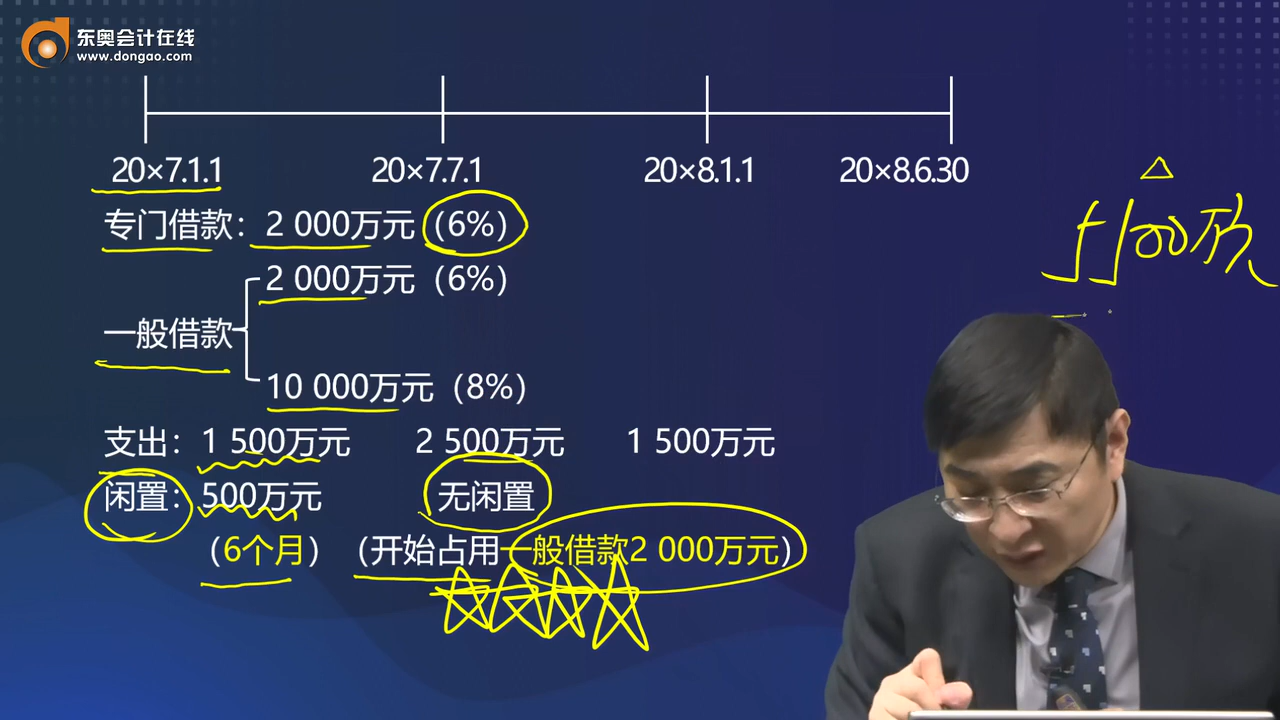 东奥会计在线
www.dongao.com
20×7.1.1 20×7.7.1 20×8.1.1 20×8.6.30
专门借款：2 000万元（6%）
2 000万元（6%）
一般借款
10 000万元（8%）
支出：1 500万元 2 500万元 1 500万元
闲置：500万元 无闲置
（6个月）（开始占用一般借款2 000万元）